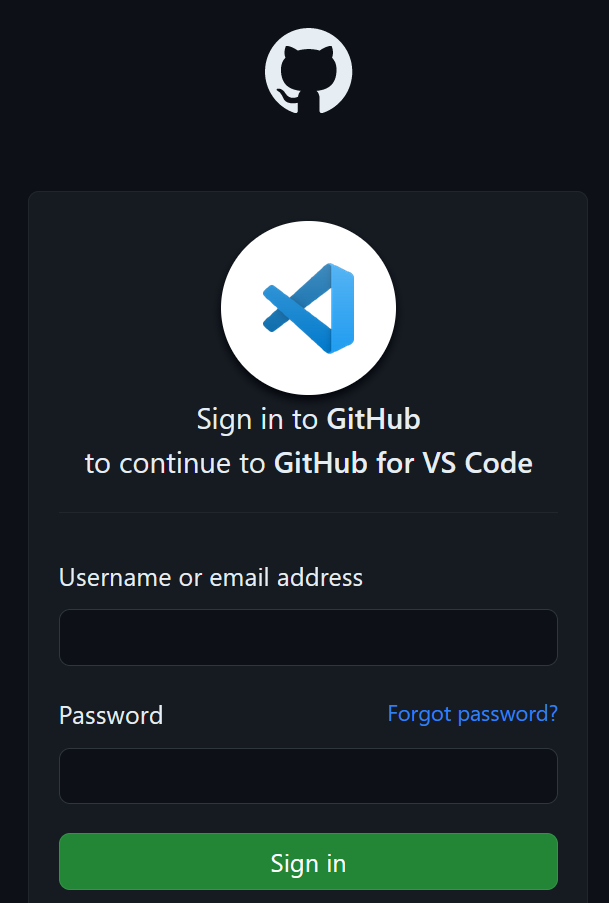 Sign in to GitHub
to continue to GitHub for VS Code
Username or email address
Password
Forgot password?
Sign in